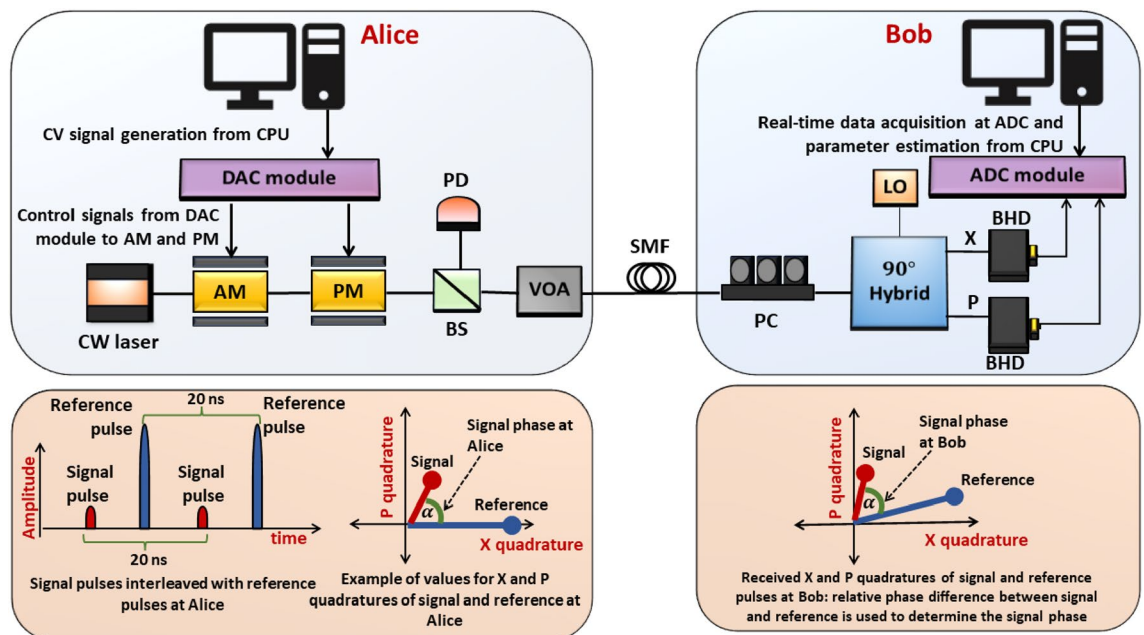 Alice
CV signal generation from CPU
DAC module
Control signals from DAC
module to AM and PM
PD
AM
PM
BS
VOA
CW laser
SMF
Bob
Real-time data acquisition at ADC and
parameter estimation from CPU
LO
ADC module
BHD
X
90°
Hybrid
P
PC
BHD
Reference
pulse
20 ns
Reference
pulse
Signal
pulse
Signal
pulse
Amplitude
time
20 ns
Signal pulses interleaved with reference
pulses at Alice
P quadrature
Signal phase at
Alice
Signal
Reference
α
X quadrature
Example of values for X and P
quadratures of signal and reference at
Alice
P quadrature
Signal phase
at Bob
Signal
Reference
α
X quadrature
Received X and P quadratures of signal and reference
pulses at Bob: relative phase difference between signal
and reference is used to determine the signal phase